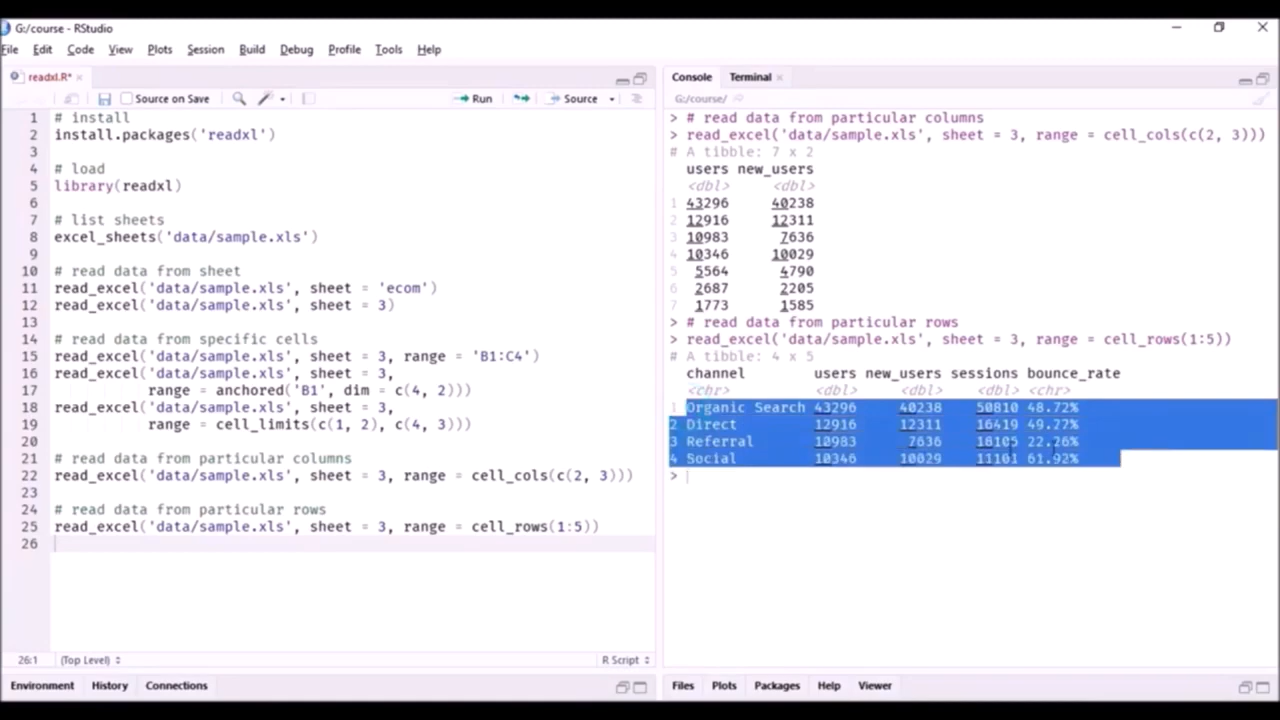 G:/course - RStudio
File Edit Code View Plots Session Build Debug Profile Tools Help
readxl.R*
Source on Save Run Source
1 # install
2 install.packages('readxl')
3
4 # load
5 library(readxl)
6
7 # list sheets
8 excel_sheets('data/sample.xls')
9
10 # read data from sheet
11 read_excel('data/sample.xls', sheet = 'ecom')
12 read_excel('data/sample.xls', sheet = 3)
13
14 # read data from specific cells
15 read_excel('data/sample.xls', sheet = 3, range = 'B1:C4')
16 read_excel('data/sample.xls', sheet = 3,
17 range = anchored('B1', dim = c(4, 2)))
18 read_excel('data/sample.xls', sheet = 3,
19 range = cell_limits(c(1, 2), c(4, 3)))
20
21 # read data from particular columns
22 read_excel('data/sample.xls', sheet = 3, range = cell_cols(c(2, 3)))
23
24 # read data from particular rows
25 read_excel('data/sample.xls', sheet = 3, range = cell_rows(1:5))
26
26:1 (Top Level) R Script
Environment History Connections
Console Terminal
G:/course/
> # read data from particular columns
> read_excel('data/sample.xls', sheet = 3, range = cell_cols(c(2, 3)))
# A tibble: 7 x 2
users new_users
<dbl> <dbl>
1 43296 40238
2 12916 12311
3 10983 7636
4 10346 10029
5 5564 4790
6 2687 2205
7 1773 1585
> # read data from particular rows
> read_excel('data/sample.xls', sheet = 3, range = cell_rows(1:5))
# A tibble: 4 x 5
channel users new_users sessions bounce_rate
<chr> <dbl> <dbl> <dbl> <chr>
1 Organic Search 43296 40238 50810 48.72%
2 Direct 12916 12311 16419 49.27%
3 Referral 10983 7636 18105 22.26%
4 Social 10346 10029 11101 61.92%
>
Files Plots Packages Help Viewer